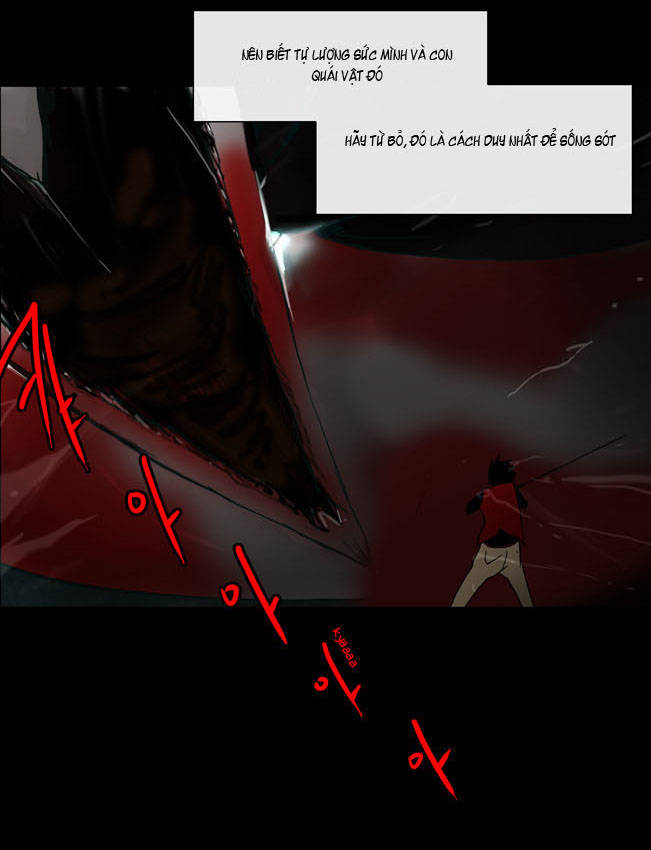 NÊN BIẾT TỰ LƯỢNG SỨC MÌNH VÀ CON
QUÁI VẬT ĐÓ
HÃY TỪ BỎ, ĐÓ LÀ CÁCH DUY NHẤT ĐỂ SỐNG SÓT
캬
아
아
아
아
kyaaaa